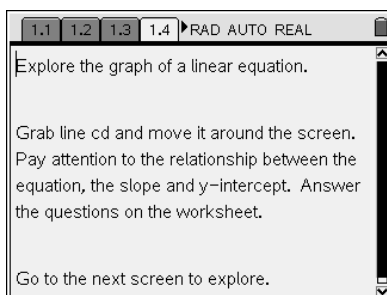 1.1 1.2 1.3 1.4 RAD AUTO REAL
Explore the graph of a linear equation.
Grab line cd and move it around the screen.
Pay attention to the relationship between the
equation, the slope and y-intercept. Answer
the questions on the worksheet.
Go to the next screen to explore.